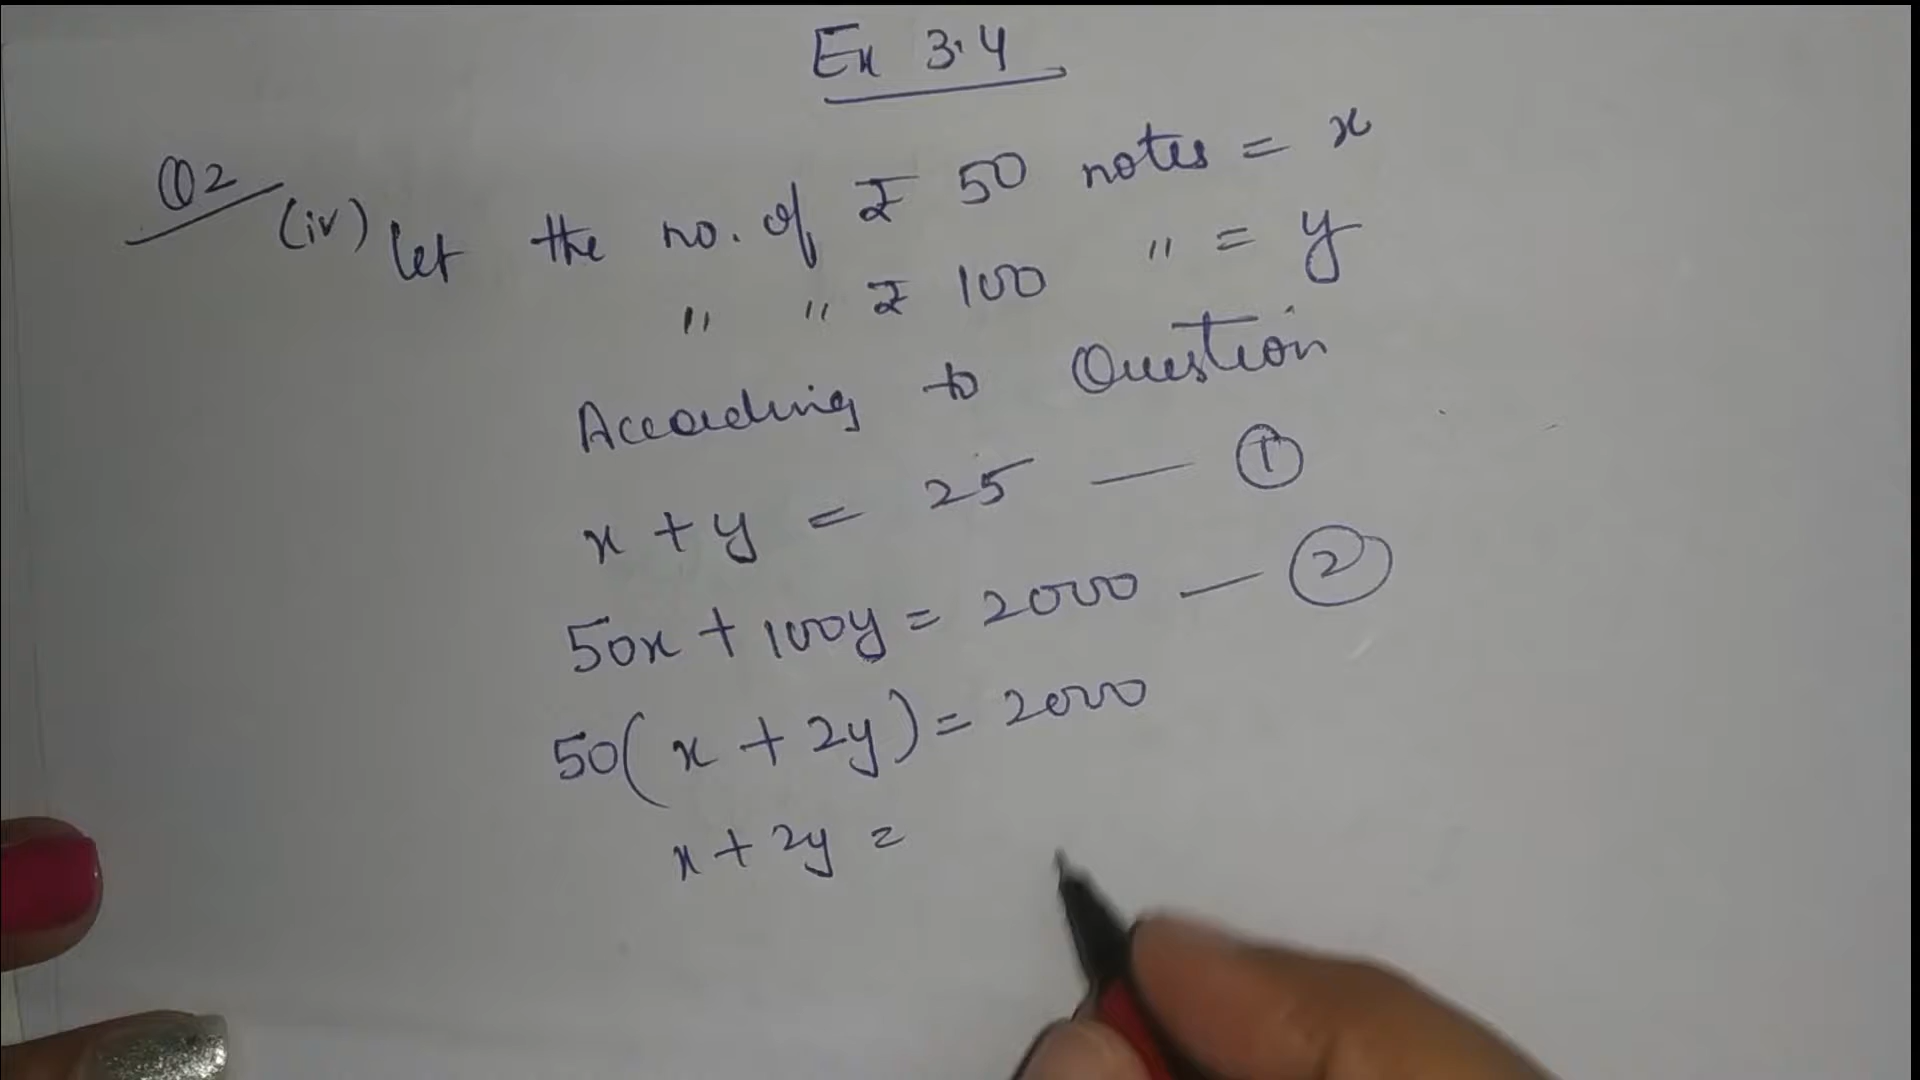 Ex 3.4
Q2
(iv) let the no. of ₹ 50 notes = x
" " ₹ 100 " = y
According to Question
x + y = 25 — ①
50x + 100y = 2000 — ②
50(x + 2y) = 2000
x + 2y =